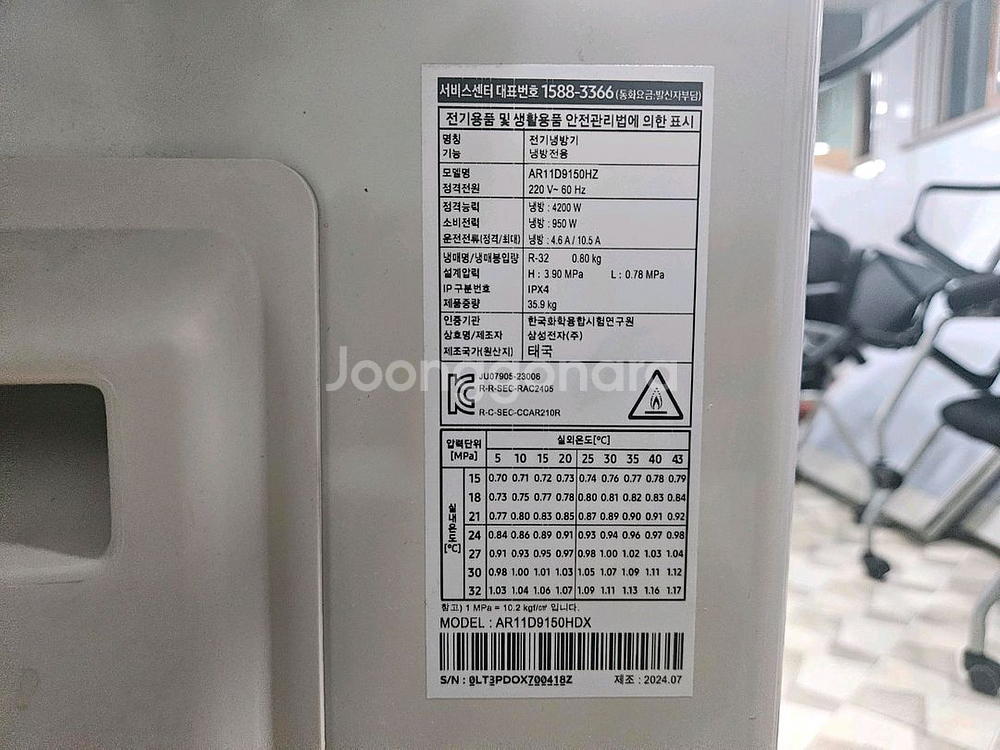 서비스센터 대표번호 1588-3366 (통화요금:발신자부담)
전기용품 및 생활용품 안전관리법에 의한 표시
명칭 전기냉방기
기능 냉방전용
모델명 AR11D9150HZ
정격전원 220 V~ 60 Hz
정격능력 냉방 : 4200 W
소비전력 냉방 : 950 W
운전전류(정격/최대) 냉방 : 4.6 A / 10.5 A
냉매명/냉매봉입량 R-32 0.80 kg
설계압력 H : 3.90 MPa L : 0.78 MPa
IP 구분번호 IPX4
제품중량 35.9 kg
인증기관 한국화학융합시험연구원
상호명/제조자 삼성전자(주)
제조국가(원산지) 태국
Joonggonara
JU07905-23006
R-R-SEC-RAC2405
R-C-SEC-CCAR210R
압력단위 [MPa] 실외온도[℃]
5 10 15 20 25 30 35 40 43
실내온도[℃]
15 0.70 0.71 0.72 0.73 0.74 0.76 0.77 0.78 0.79
18 0.73 0.75 0.77 0.78 0.80 0.81 0.82 0.83 0.84
21 0.77 0.80 0.83 0.85 0.87 0.89 0.90 0.91 0.92
24 0.84 0.86 0.89 0.91 0.93 0.94 0.96 0.97 0.98
27 0.91 0.93 0.95 0.97 0.98 1.00 1.02 1.03 1.04
30 0.98 1.00 1.01 1.03 1.05 1.07 1.09 1.11 1.12
32 1.03 1.04 1.06 1.07 1.09 1.11 1.13 1.16 1.17
참고) 1 MPa = 10.2 kgf/㎠ 입니다.
MODEL : AR11D9150HDX
S/N : 0LT3PDOX700418Z 제조 : 2024.07